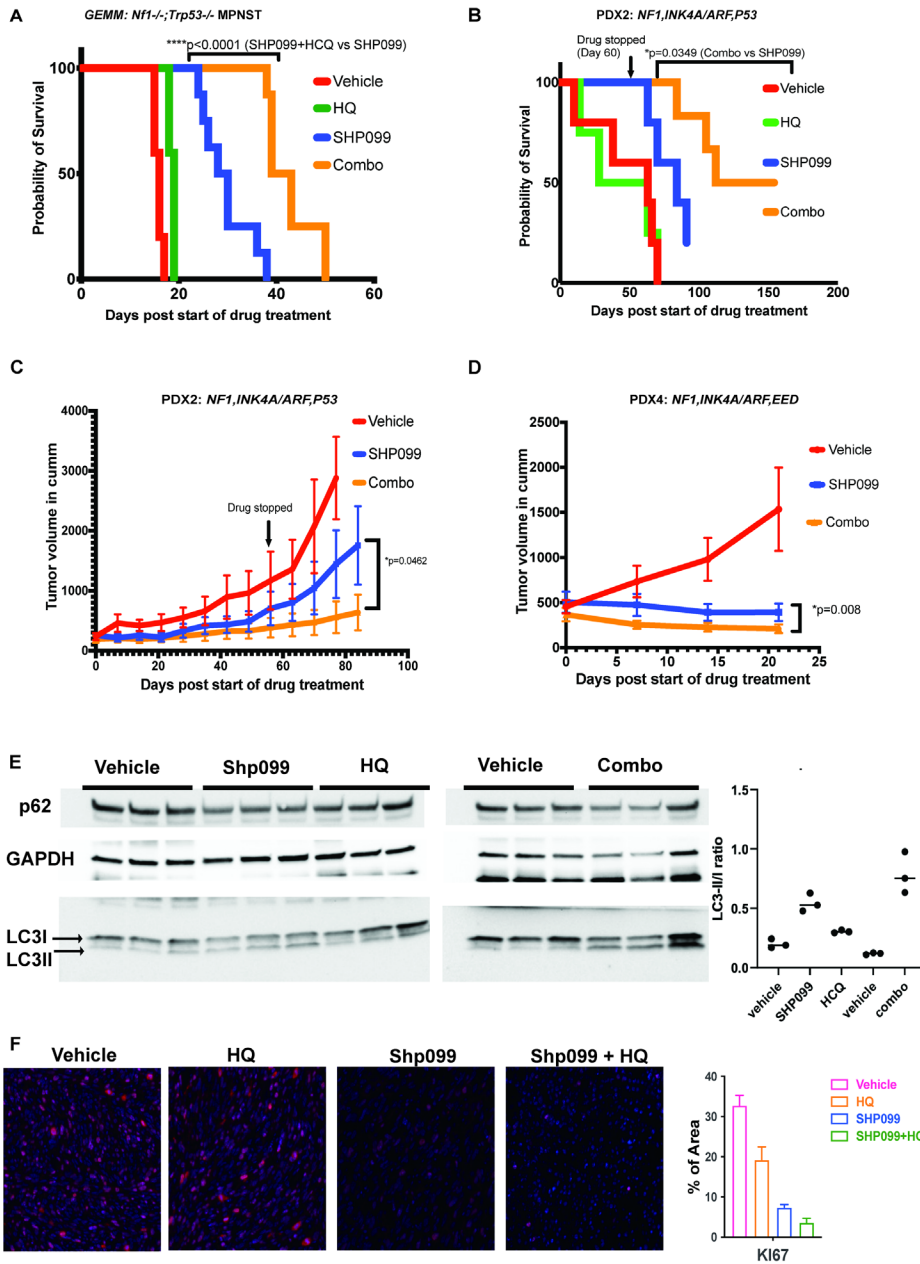 A
GEMM: Nf1-/-;Trp53-/- MPNST
****p<0.0001 (SHP099+HCQ vs SHP099)
Probability of Survival
100
50
0
0
20
40
60
Days post start of drug treatment
Vehicle
HQ
SHP099
Combo
B
PDX2: NF1,INK4A/ARF,P53
Drug stopped
(Day 60)
*p=0.0349 (Combo vs SHP099)
Probability of Survival
100
50
0
0
50
100
150
200
Days post start of drug treatment
Vehicle
HQ
SHP099
Combo
C
PDX2: NF1,INK4A/ARF,P53
Tumor volume in cumm
4000
3000
2000
1000
0
0
20
40
60
80
100
Days post start of drug treatment
Drug stopped
Vehicle
SHP099
Combo
*p=0.0462
D
PDX4: NF1,INK4A/ARF,EED
Tumor volume in cumm
2500
2000
1500
1000
500
0
0
5
10
15
20
25
Days post start of drug treatment
Vehicle
SHP099
Combo
*p=0.008
E
Vehicle
Shp099
HQ
Vehicle
Combo
p62
GAPDH
LC3I
LC3II
LC3-II/I ratio
1.5
1.0
0.5
0.0
vehicle
SHP099
HCQ
vehicle
combo
F
Vehicle
HQ
Shp099
Shp099 + HQ
% of Area
40
30
20
10
0
KI67
Vehicle
HQ
SHP099
SHP099+HC